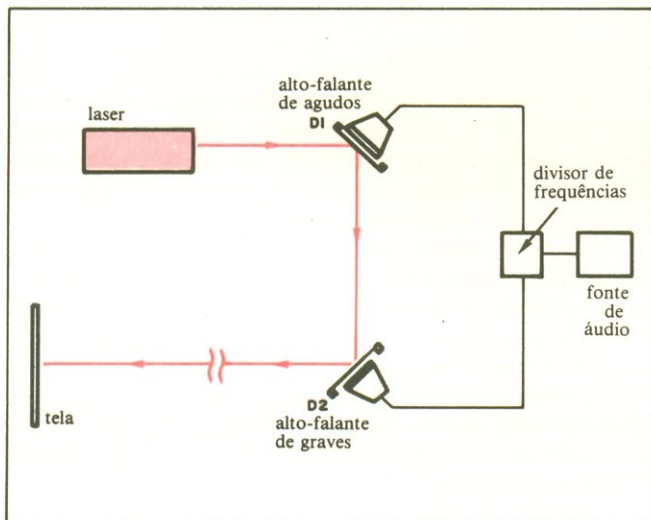 alto-falante
de agudos
D1
laser
divisor de
frequências
fonte
de
áudio
tela
D2
alto-falante
de graves